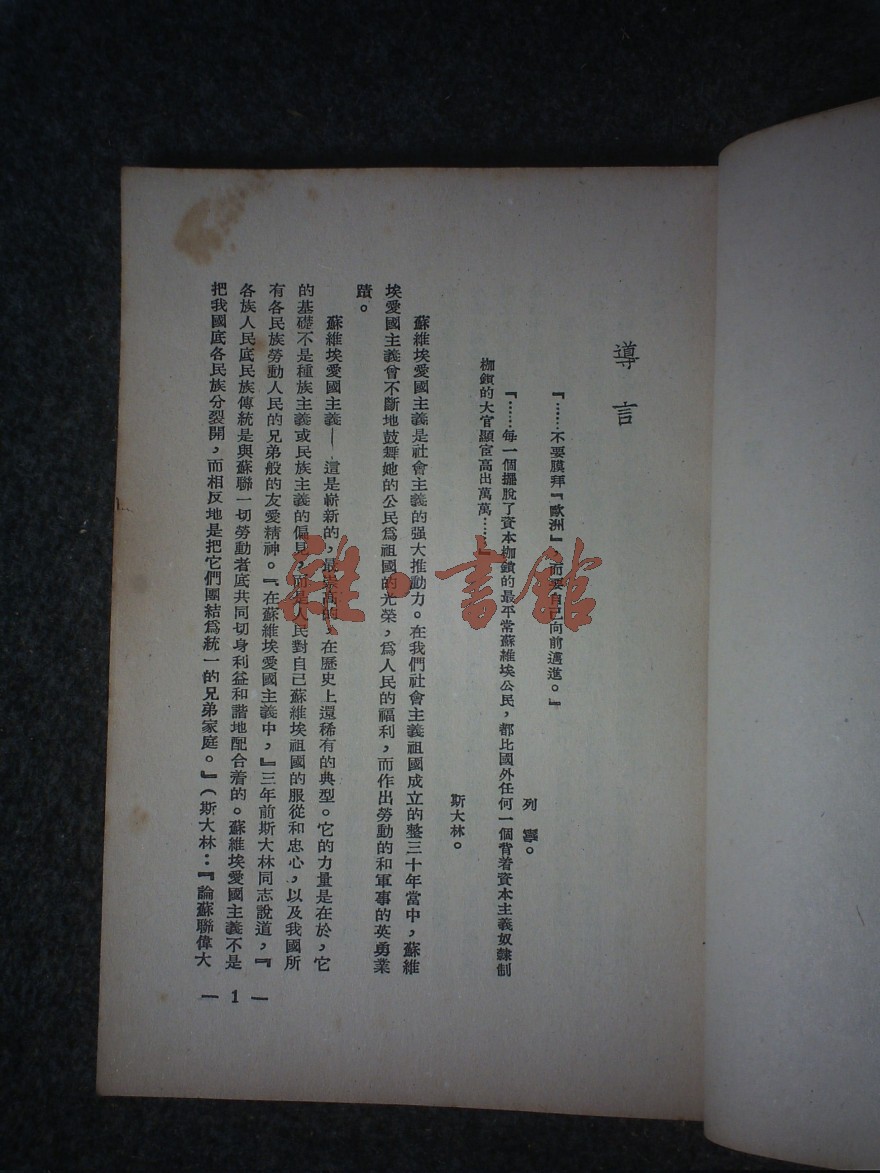 導言
『……不要膜拜『歐洲』，而要自己向前邁進。』
列寧。
『……每一個擺脫了資本枷鎖的最平常蘇維埃公民，都比國外任何一個背着資本主義奴隸制
枷鎖的大官顯宦高出萬萬……』
斯大林。
蘇維埃愛國主義是社會主義的强大推動力。在我們社會主義祖國成立的整三十年當中，蘇維
埃愛國主義會不斷地鼓舞她的公民爲祖國的光榮，爲人民的福利，而作出勞動的和軍事的英勇業
蹟。
蘇維埃愛國主義——這是嶄新的，最崇高的，在歷史上還稀有的典型。它的力量是在於，它
的基礎不是種族主義或民族主義的偏見，而是人民對自己蘇維埃祖國的服從和忠心，以及我國所
有各民族勞動人民的兄弟般的友愛精神。『在蘇維埃愛國主義中，』三年前斯大林同志說道，『
各族人民底民族傳統是與蘇聯一切勞動者底共同切身利益和諧地配合着的。蘇維埃愛國主義不是
把我國底各民族分裂開，而相反地是把它們團結爲統一的兄弟家庭。』（斯大林：『論蘇聯偉大
— 1 —
雜·書館